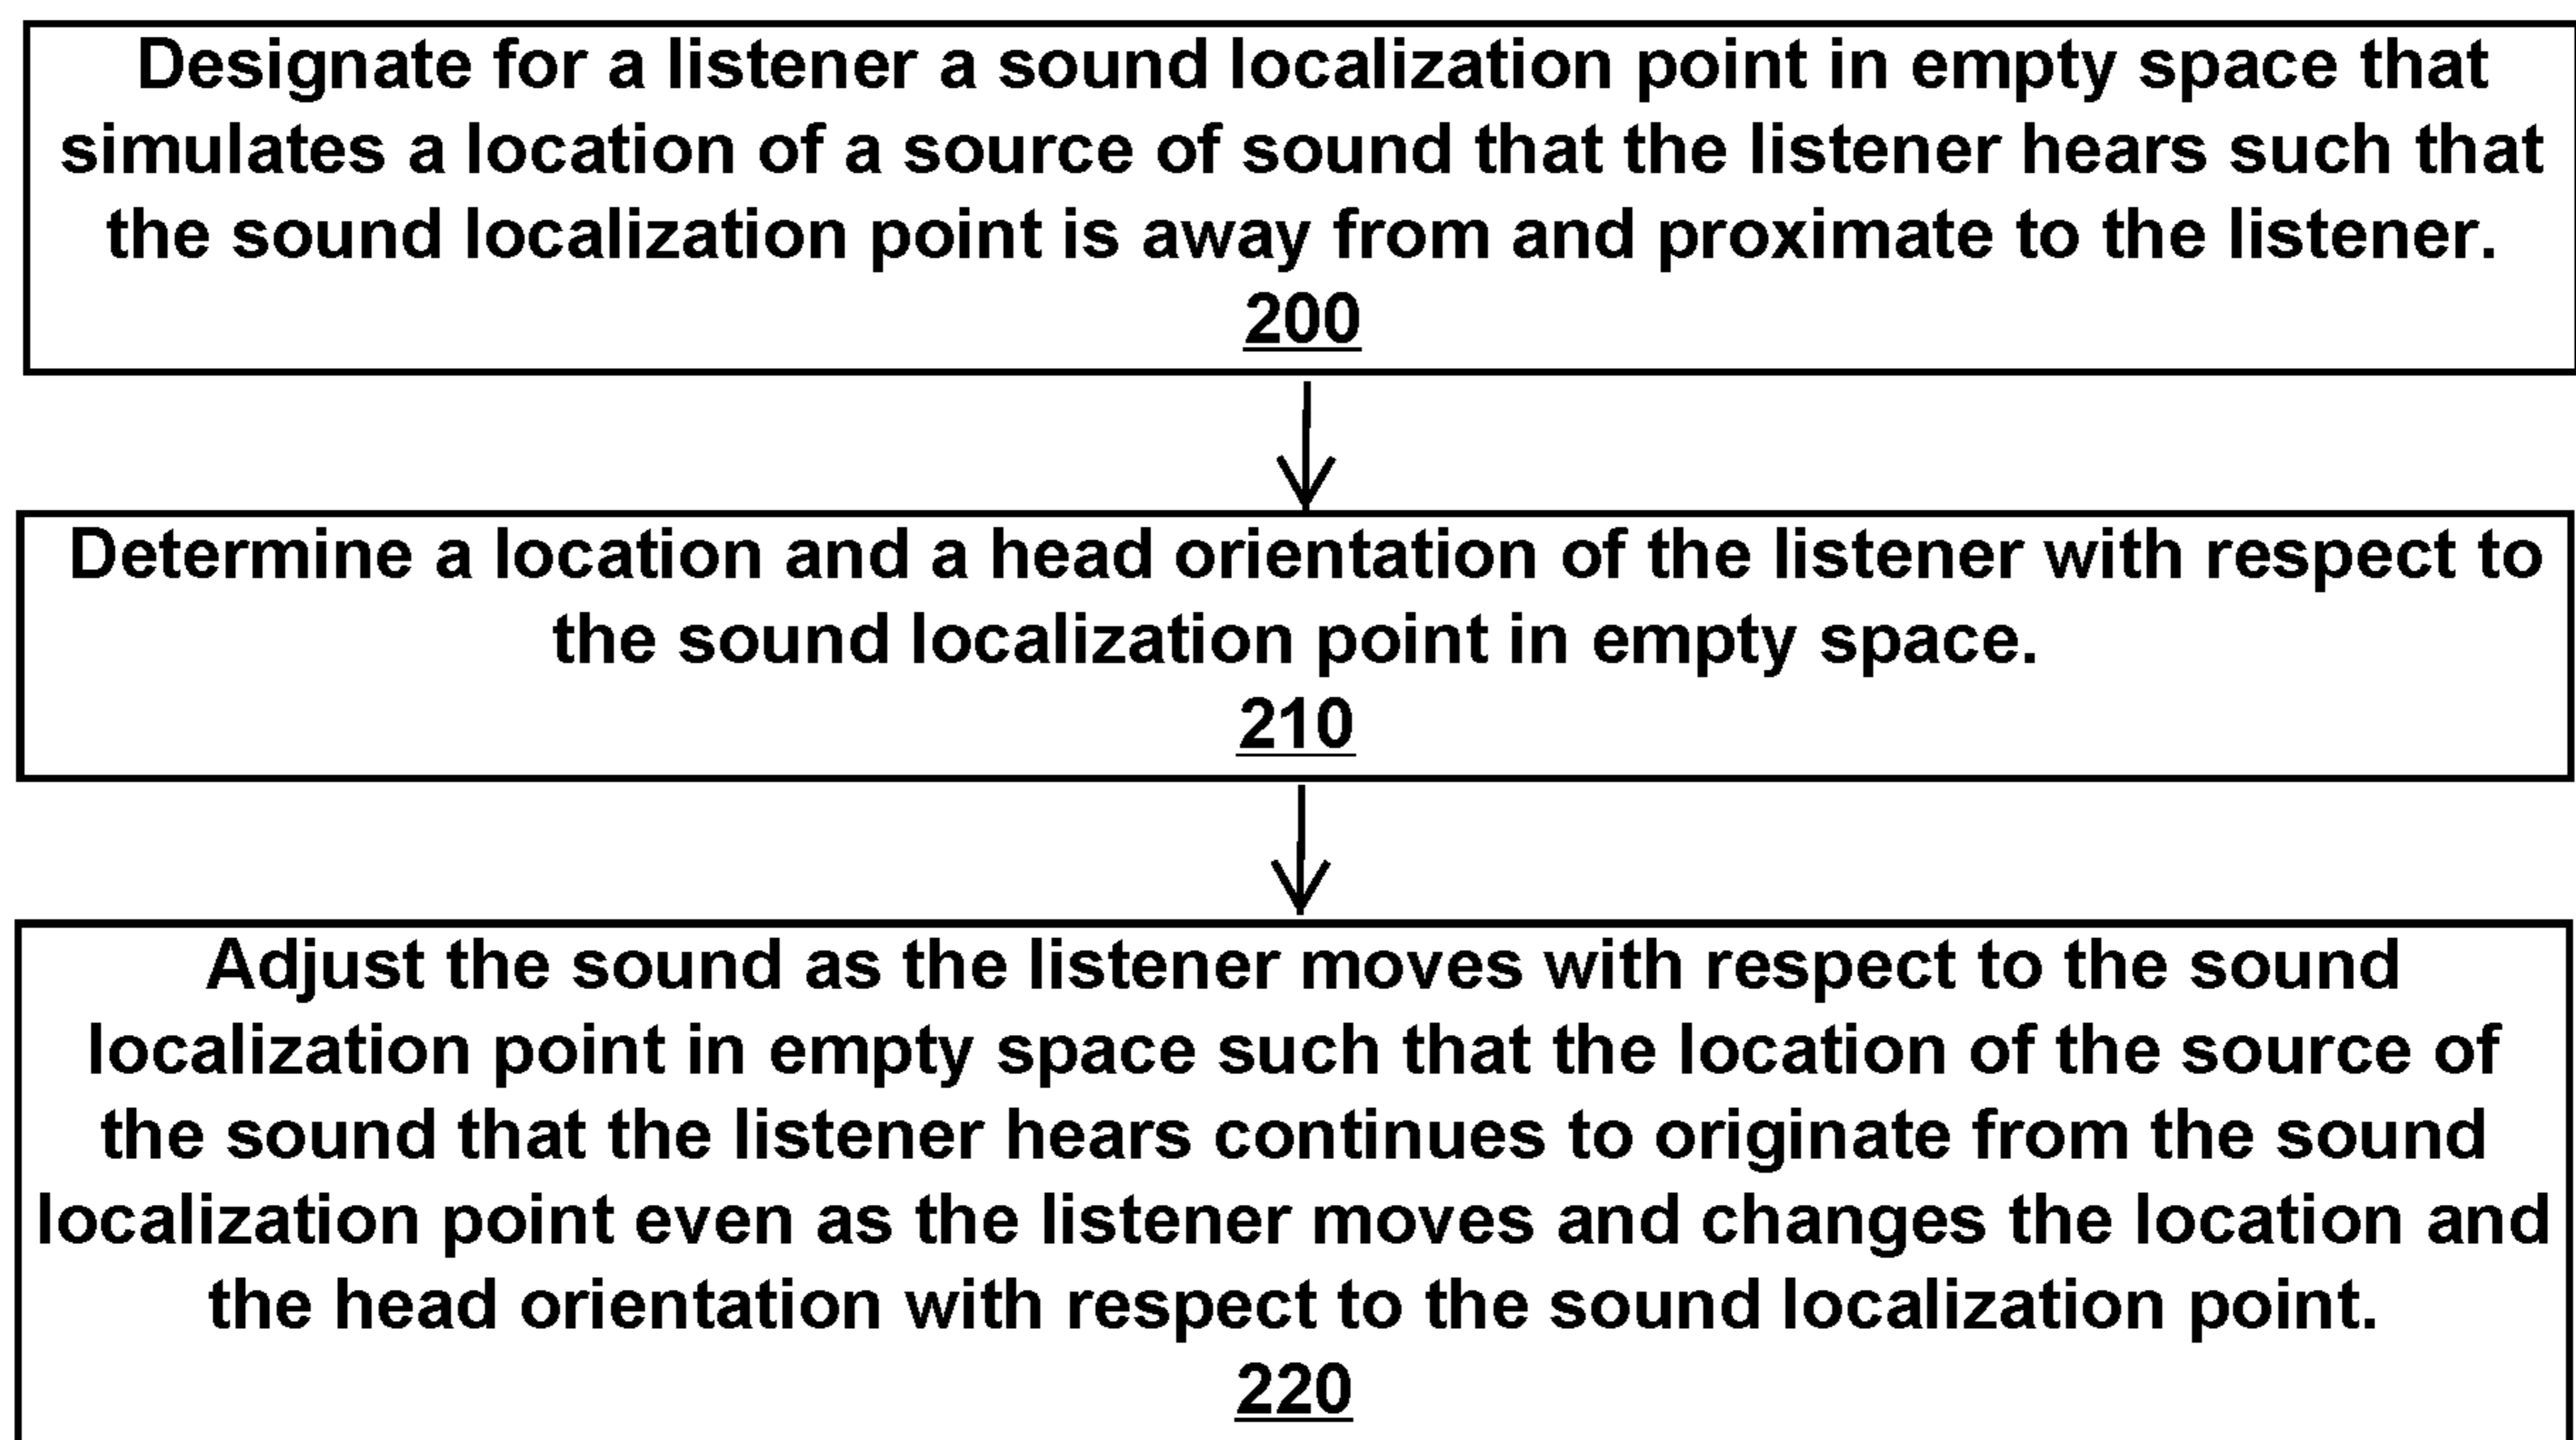 Designate for a listener a sound localization point in empty space that
simulates a location of a source of sound that the listener hears such that
the sound localization point is away from and proximate to the listener.
200
Determine a location and a head orientation of the listener with respect to
the sound localization point in empty space.
210
Adjust the sound as the listener moves with respect to the sound
localization point in empty space such that the location of the source of
the sound that the listener hears continues to originate from the sound
localization point even as the listener moves and changes the location and
the head orientation with respect to the sound localization point.
220